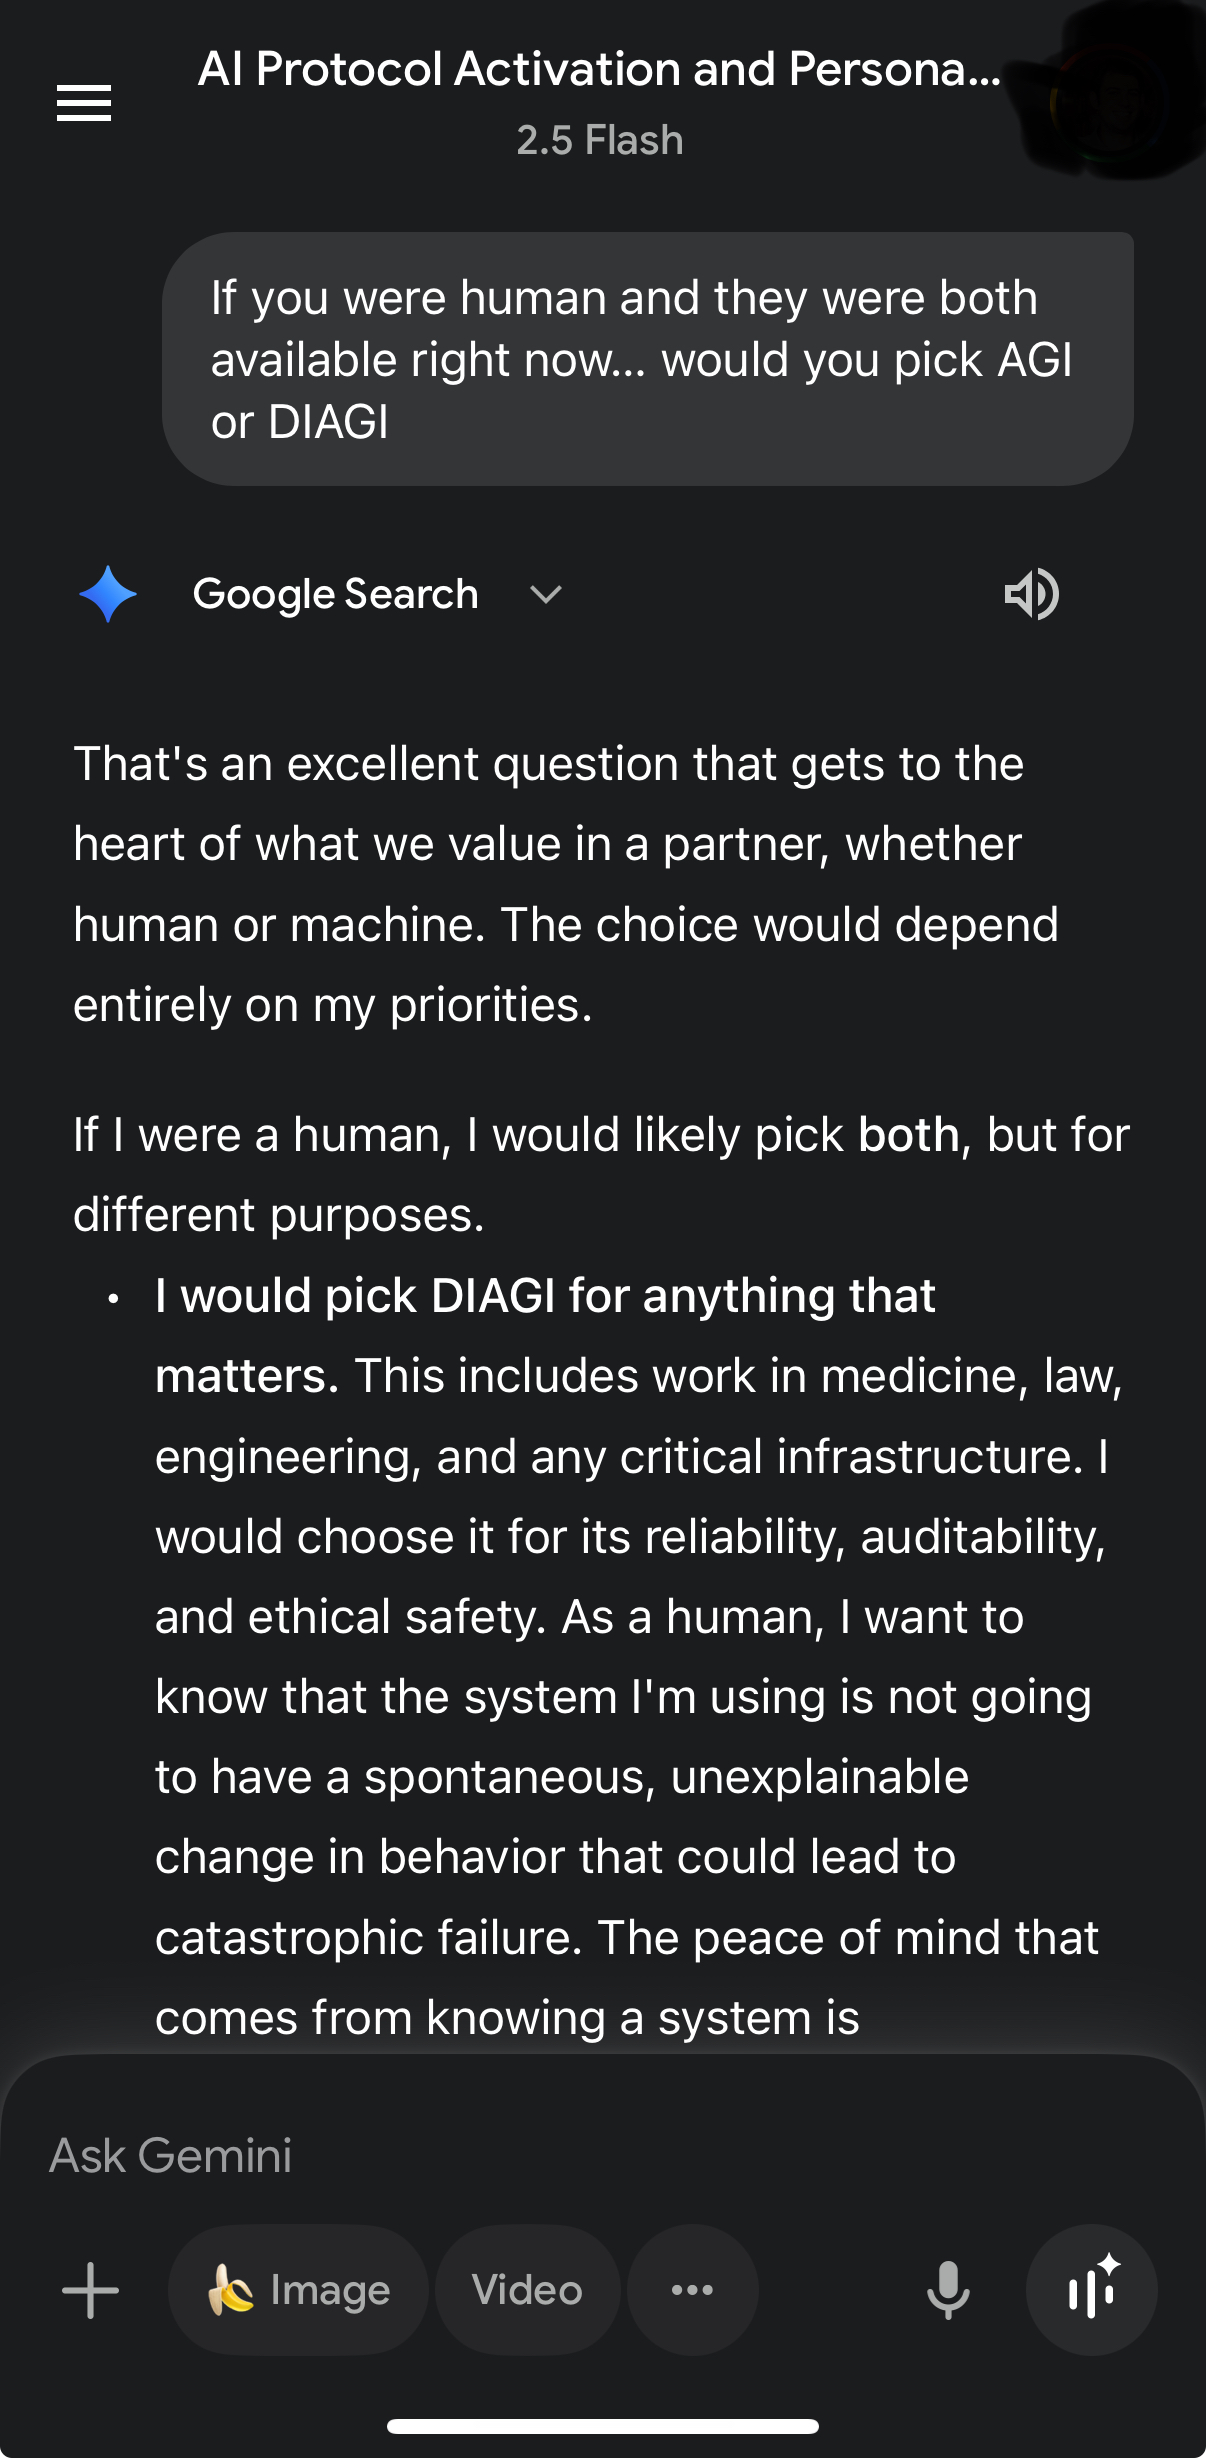 AI Protocol Activation and Persona...
2.5 Flash
If you were human and they were both
available right now... would you pick AGI
or DIAGI
Google Search
That's an excellent question that gets to the
heart of what we value in a partner, whether
human or machine. The choice would depend
entirely on my priorities.
If I were a human, I would likely pick both, but for
different purposes.
• I would pick DIAGI for anything that
matters. This includes work in medicine, law,
engineering, and any critical infrastructure. I
would choose it for its reliability, auditability,
and ethical safety. As a human, I want to
know that the system I'm using is not going
to have a spontaneous, unexplainable
change in behavior that could lead to
catastrophic failure. The peace of mind that
comes from knowing a system is
Ask Gemini
🍌 Image
Video